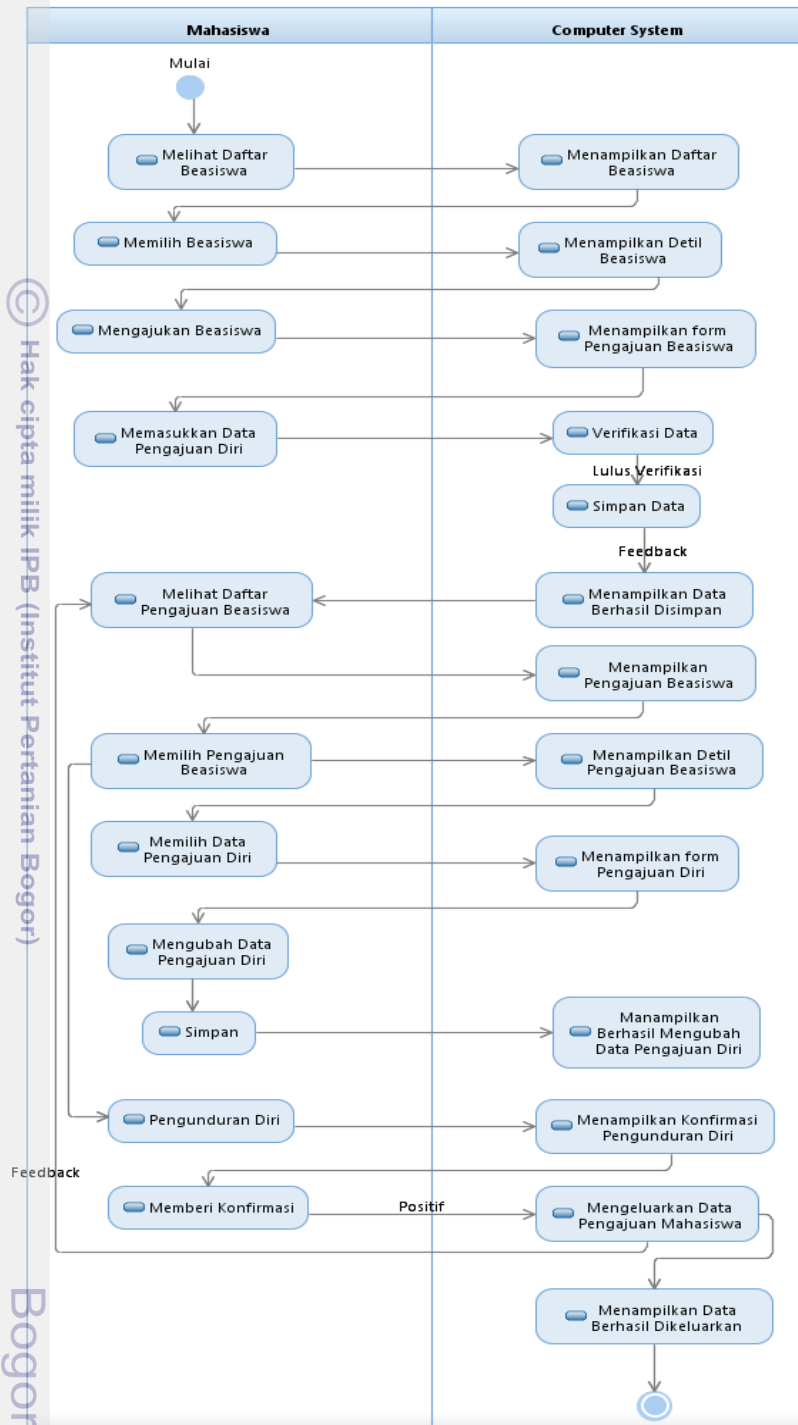 Mahasiswa
Computer System
Mulai
Melihat Daftar
Beasiswa
Menampilkan Daftar
Beasiswa
Memilih Beasiswa
Menampilkan Detil
Beasiswa
Mengajukan Beasiswa
Menampilkan form
Pengajuan Beasiswa
Memasukkan Data
Pengajuan Diri
Verifikasi Data
Lulus Verifikasi
Simpan Data
Feedback
Melihat Daftar
Pengajuan Beasiswa
Menampilkan Data
Berhasil Disimpan
Menampilkan
Pengajuan Beasiswa
Memilih Pengajuan
Beasiswa
Menampilkan Detil
Pengajuan Beasiswa
Memilih Data
Pengajuan Diri
Menampilkan form
Pengajuan Diri
Mengubah Data
Pengajuan Diri
Simpan
Manampilkan
Berhasil Mengubah
Data Pengajuan Diri
Pengunduran Diri
Menampilkan Konfirmasi
Pengunduran Diri
Feedback
Memberi Konfirmasi
Positif
Mengeluarkan Data
Pengajuan Mahasiswa
Menampilkan Data
Berhasil Dikeluarkan
© Hak cipta milik IPB (Institut Pertanian Bogor)
Bogor